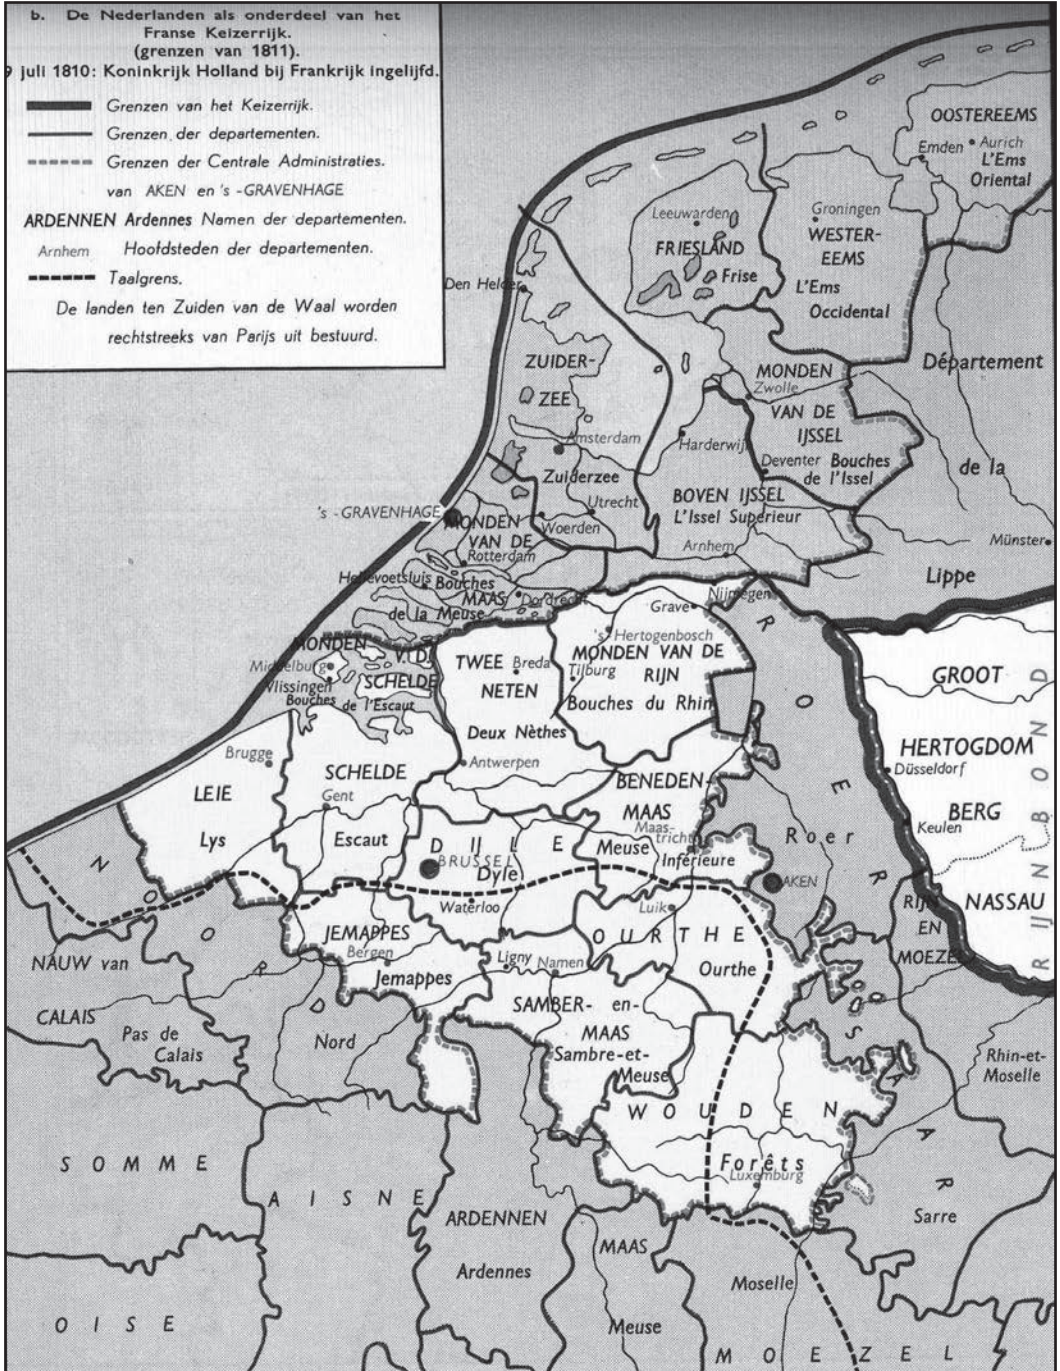 b. De Nederlanden als onderdeel van het
Franse Keizerrijk.
(grenzen van 1811).
9 juli 1810: Koninkrijk Holland bij Frankrijk ingelijfd.
Grenzen van het Keizerrijk.
Grenzen der departementen.
Grenzen der Centrale Administraties.
van AKEN en 's-GRAVENHAGE
ARDENNEN Ardennes Namen der departementen.
Arnhem Hoofdsteden der departementen.
Taalgrens.
De landen ten Zuiden van de Waal worden
rechtstreeks van Parijs uit bestuurd.
OOSTEREEMS
Emden Aurich
L'Ems
Oriental
Leeuwarden
Groningen
FRIESLAND
Frise
WESTER-
EEMS
L'Ems
Occidental
Den Helder
ZUIDER-
ZEE
MONDEN
Zwolle
VAN DE
IJSSEL
Département
Amsterdam
Harderwijk
Deventer Bouches
de l'Issel
de la
Zuiderzee
Utrecht
BOVEN IJSSEL
L'Issel Supérieur
's-GRAVENHAGE
MONDEN
VAN DE
Woerden
Rotterdam
Arnhem
Münster
Hellevoetsluis
Bouches
MAAS
Dordrecht
de la Meuse
Lippe
Nijmegen
Grave
's Hertogenbosch
MONDEN
V.D.
SCHELDE
Middelburg
Vlissingen
Bouches
de l'Escaut
TWEE
Breda
NETEN
Deux Nèthes
Tilburg
MONDEN VAN DE
RIJN
Bouches du Rhin
ROER
Roer
GROOT
HERTOGDOM
Düsseldorf
BERG
Keulen
NASSAU
RIJNBOND
Brugge
LEIE
Lys
SCHELDE
Gent
Escaut
Antwerpen
BENEDEN-
MAAS
Maas-
tricht
Meuse
Inférieure
DIJLE
BRUSSEL
Dyle
AKEN
Waterloo
Luik
RIJN
EN
MOEZEL
JEMAPPES
Bergen
Jemappes
Ligny Namen
OURTHE
Ourthe
NAUW van
CALAIS
Pas de
Calais
NORD
Nord
SAMBER- en-
MAAS
Sambre-et-
Meuse
SAAR
Rhin-et-
Moselle
WOUDEN
Forêts
Luxemburg
Sarre
SOMME
AISNE
ARDENNEN
Ardennes
MAAS
Meuse
Moselle
OISE
MOEZEL